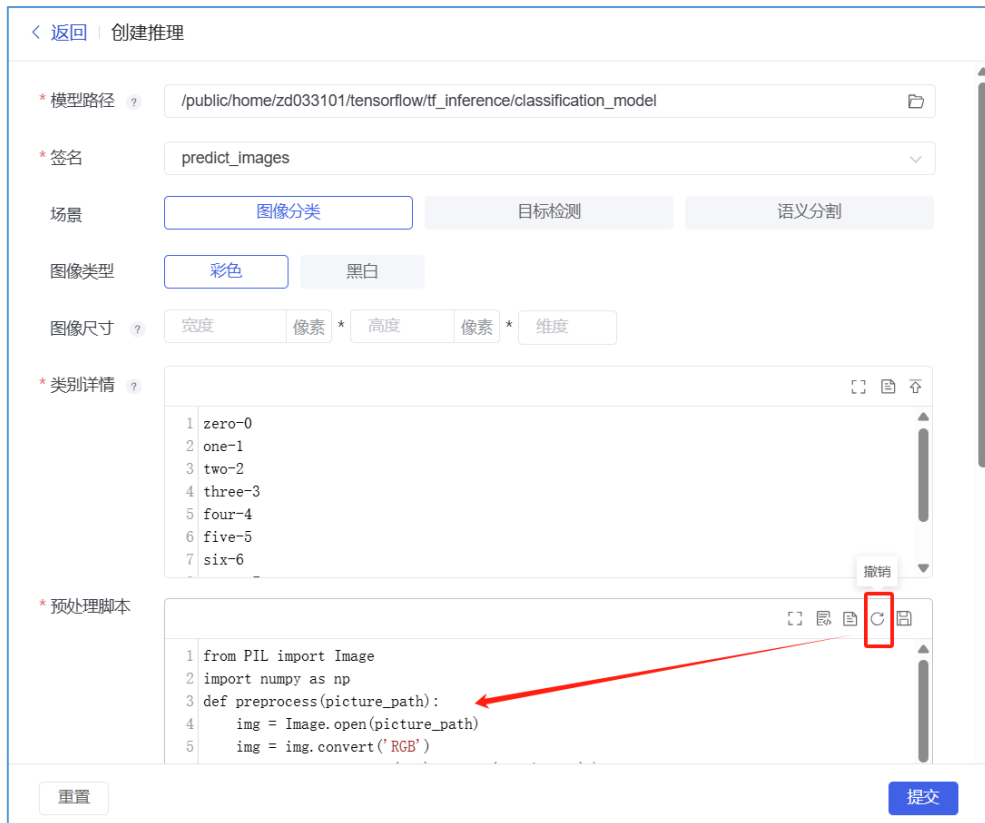 返回 创建推理
* 模型路径 ? /public/home/zd033101/tensorflow/tf_inference/classification_model
* 签名 predict_images
场景 图像分类 目标检测 语义分割
图像类型 彩色 黑白
图像尺寸 ? 宽度 像素 * 高度 像素 * 维度
* 类别详情 ?
1 zero-0
2 one-1
3 two-2
4 three-3
5 four-4
6 five-5
7 six-6
撤销
* 预处理脚本
1 from PIL import Image
2 import numpy as np
3 def preprocess(picture_path):
4     img = Image.open(picture_path)
5     img = img.convert('RGB')
重置 提交